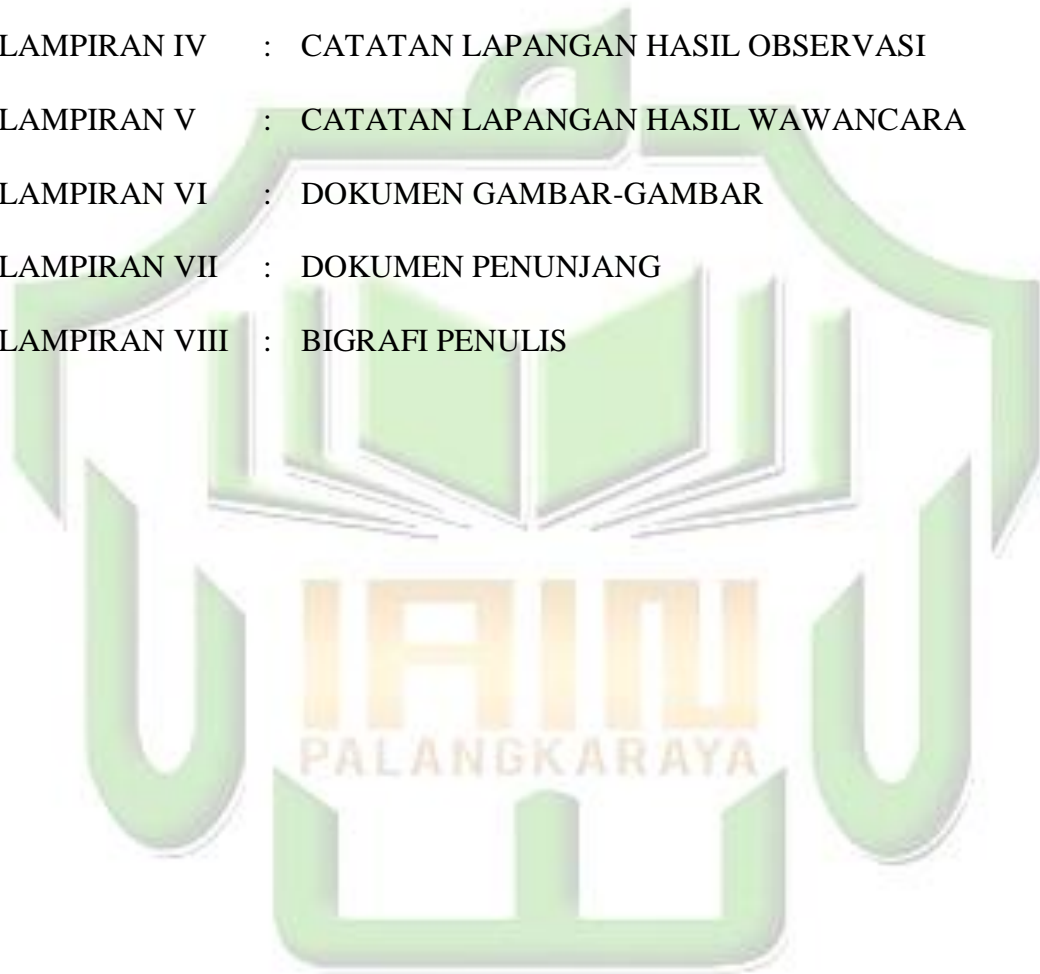 LAMPIRAN IV : CATATAN LAPANGAN HASIL OBSERVASI
LAMPIRAN V : CATATAN LAPANGAN HASIL WAWANCARA
LAMPIRAN VI : DOKUMEN GAMBAR-GAMBAR
LAMPIRAN VII : DOKUMEN PENUNJANG
LAMPIRAN VIII : BIGRAFI PENULIS
IAIN
PALANGKARAYA